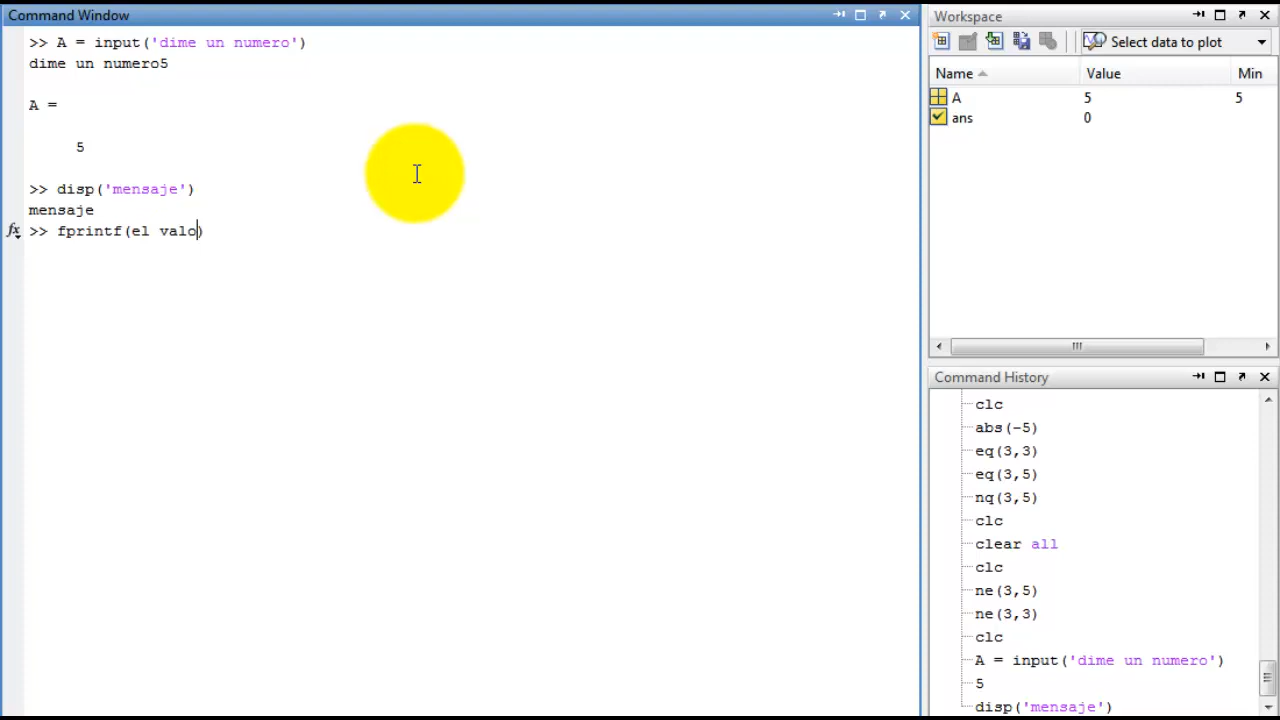 Command Window
>> A = input('dime un numero')
dime un numero5
A =
5
>> disp('mensaje')
mensaje
fx >> fprintf(el valo)
Workspace
Select data to plot
Name Value Min
A 5 5
ans 0
Command History
clc
abs(-5)
eq(3,3)
eq(3,5)
nq(3,5)
clc
clear all
clc
ne(3,5)
ne(3,3)
clc
A = input('dime un numero')
5
disp('mensaje')